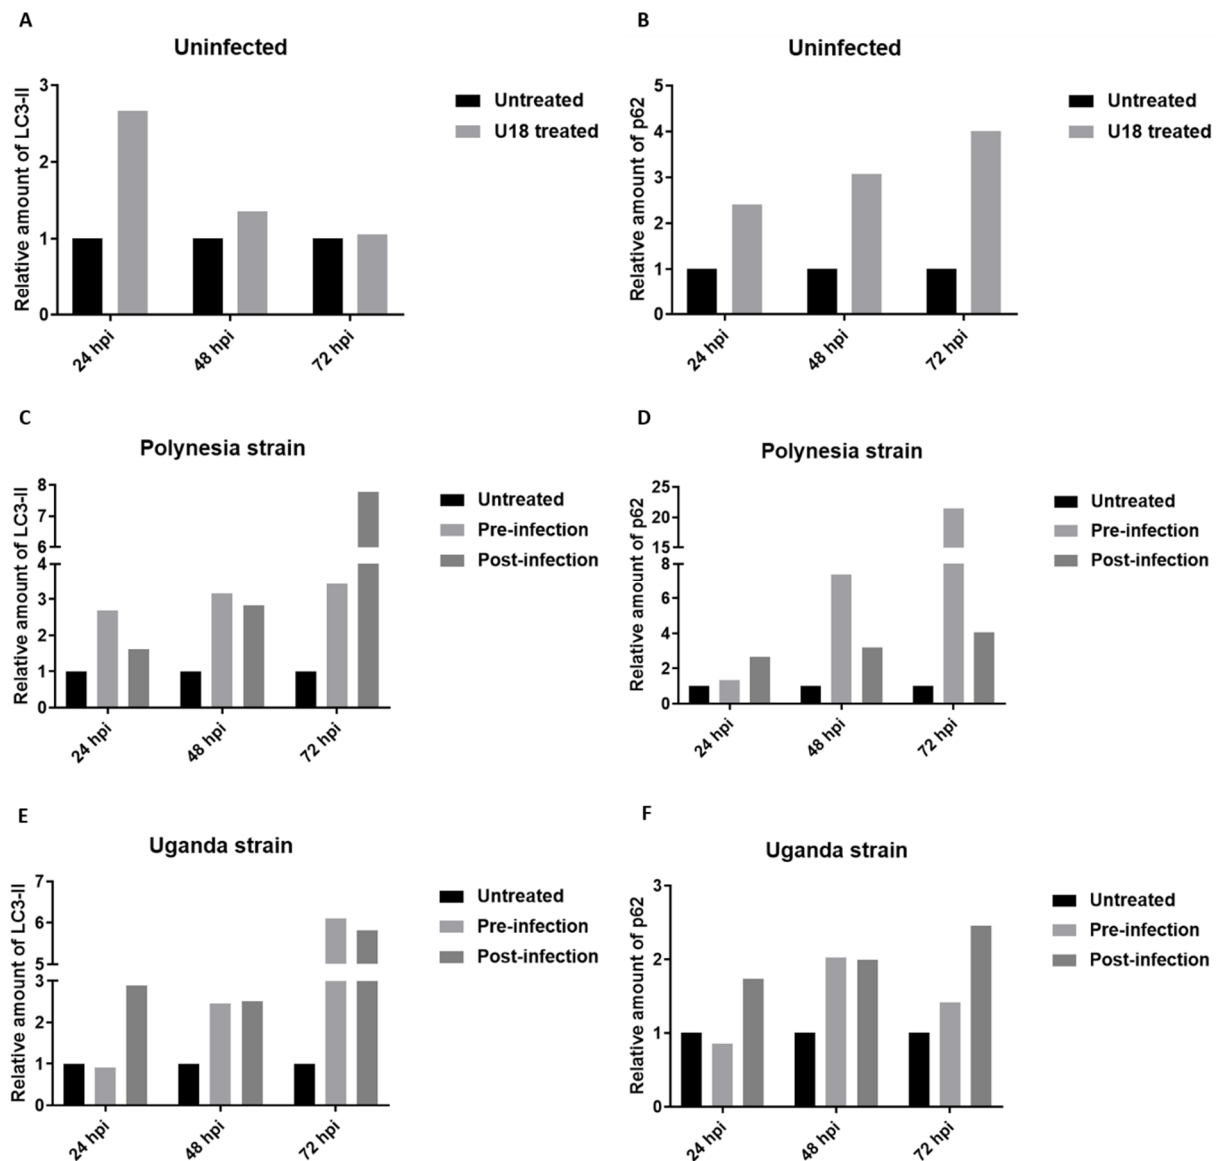 A
Uninfected
Relative amount of LC3-II
3
2
1
0
24 hpi
48 hpi
72 hpi
Untreated
U18 treated
B
Uninfected
Relative amount of p62
5
4
3
2
1
0
24 hpi
48 hpi
72 hpi
Untreated
U18 treated
C
Polynesia strain
Relative amount of LC3-II
8
7
6
4
3
2
1
0
24 hpi
48 hpi
72 hpi
Untreated
Pre-infection
Post-infection
D
Polynesia strain
Relative amount of p62
25
20
15
8
6
4
2
0
24 hpi
48 hpi
72 hpi
Untreated
Pre-infection
Post-infection
E
Uganda strain
Relative amount of LC3-II
7
6
5
3
2
1
0
24 hpi
48 hpi
72 hpi
Untreated
Pre-infection
Post-infection
F
Uganda strain
Relative amount of p62
3
2
1
0
24 hpi
48 hpi
72 hpi
Untreated
Pre-infection
Post-infection